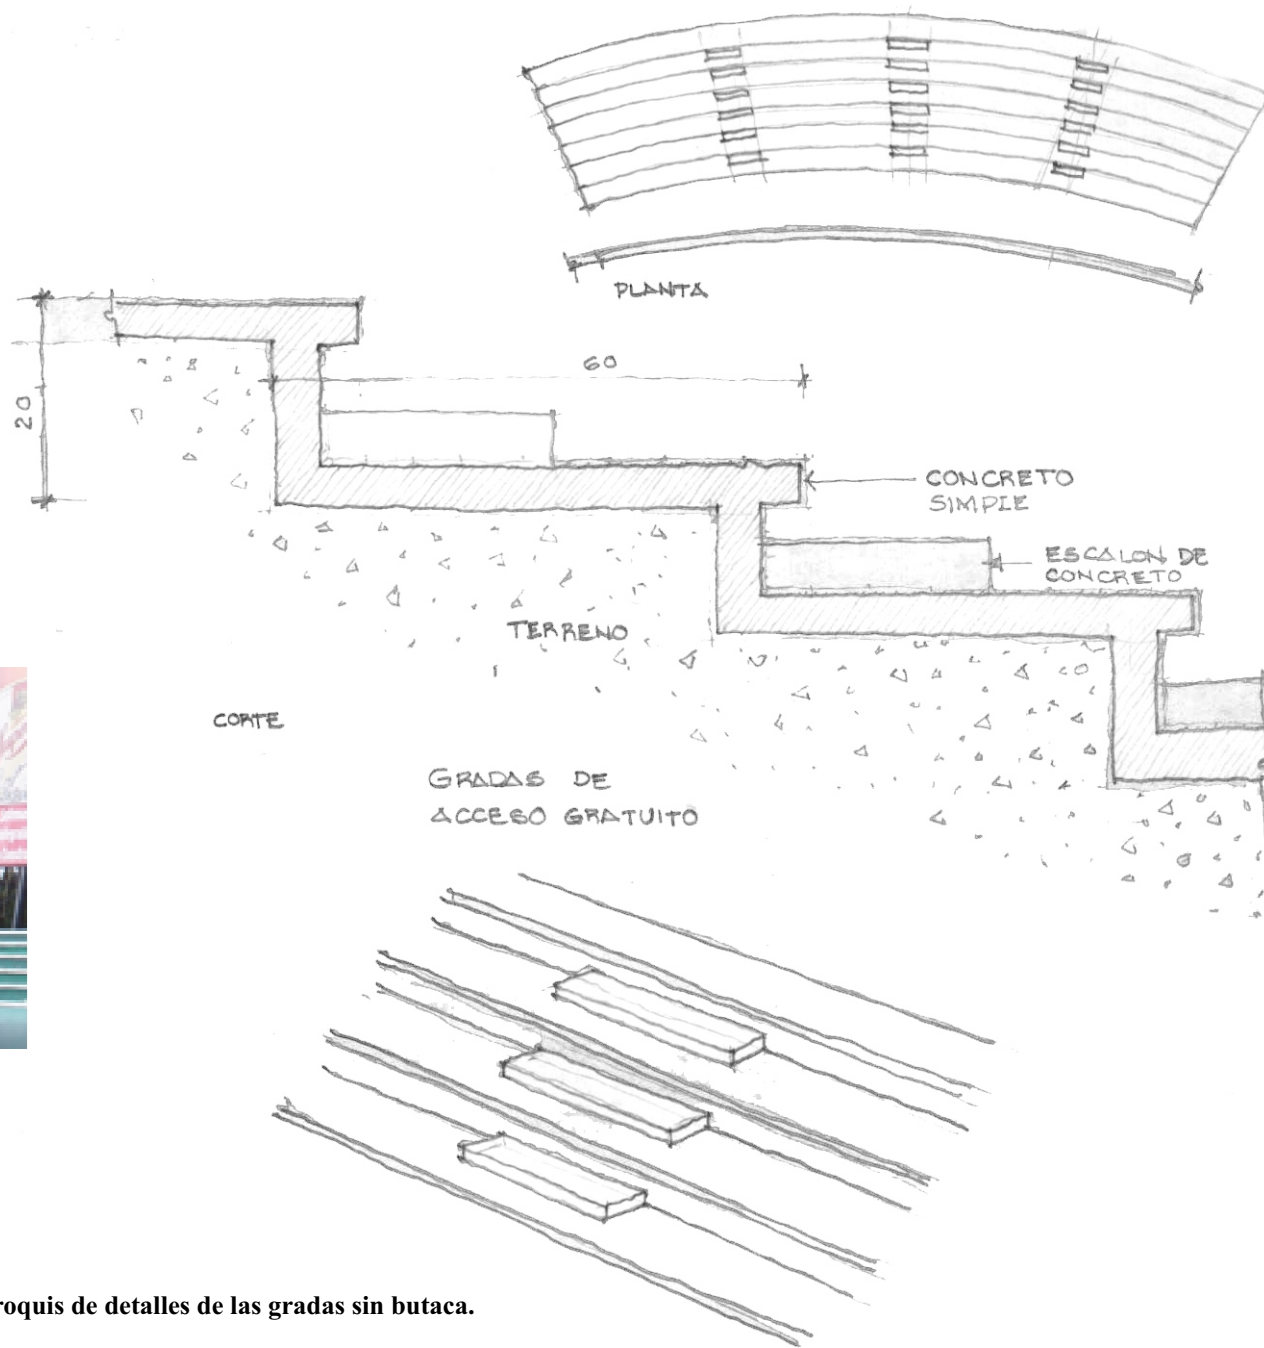 PLANTA
60
20
CONCRETO
SIMPLE
ESCALON DE
CONCRETO
TERRENO
CORTE
GRADAS DE
ACCESO GRATUITO
roquis de detalles de las gradas sin butaca.